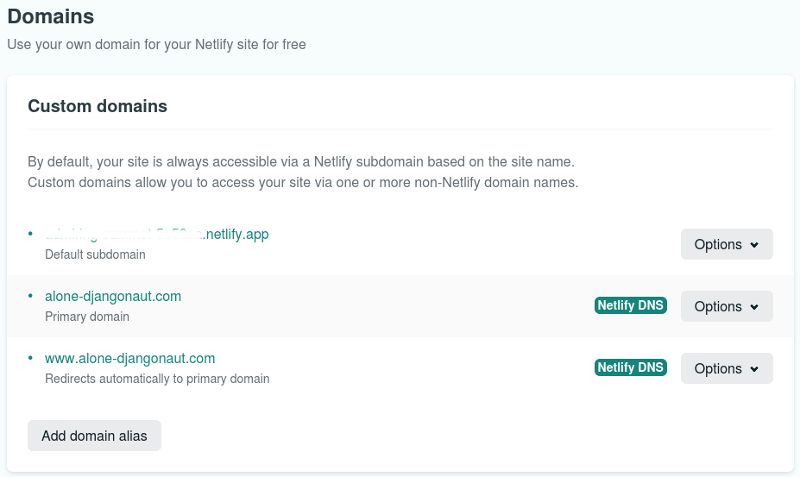 Domains
Use your own domain for your Netlify site for free
Custom domains
By default, your site is always accessible via a Netlify subdomain based on the site name.
Custom domains allow you to access your site via one or more non-Netlify domain names.
.netlify.app
Default subdomain
Options
alone-djangonaut.com
Primary domain
Netlify DNS
Options
www.alone-djangonaut.com
Redirects automatically to primary domain
Netlify DNS
Options
Add domain alias